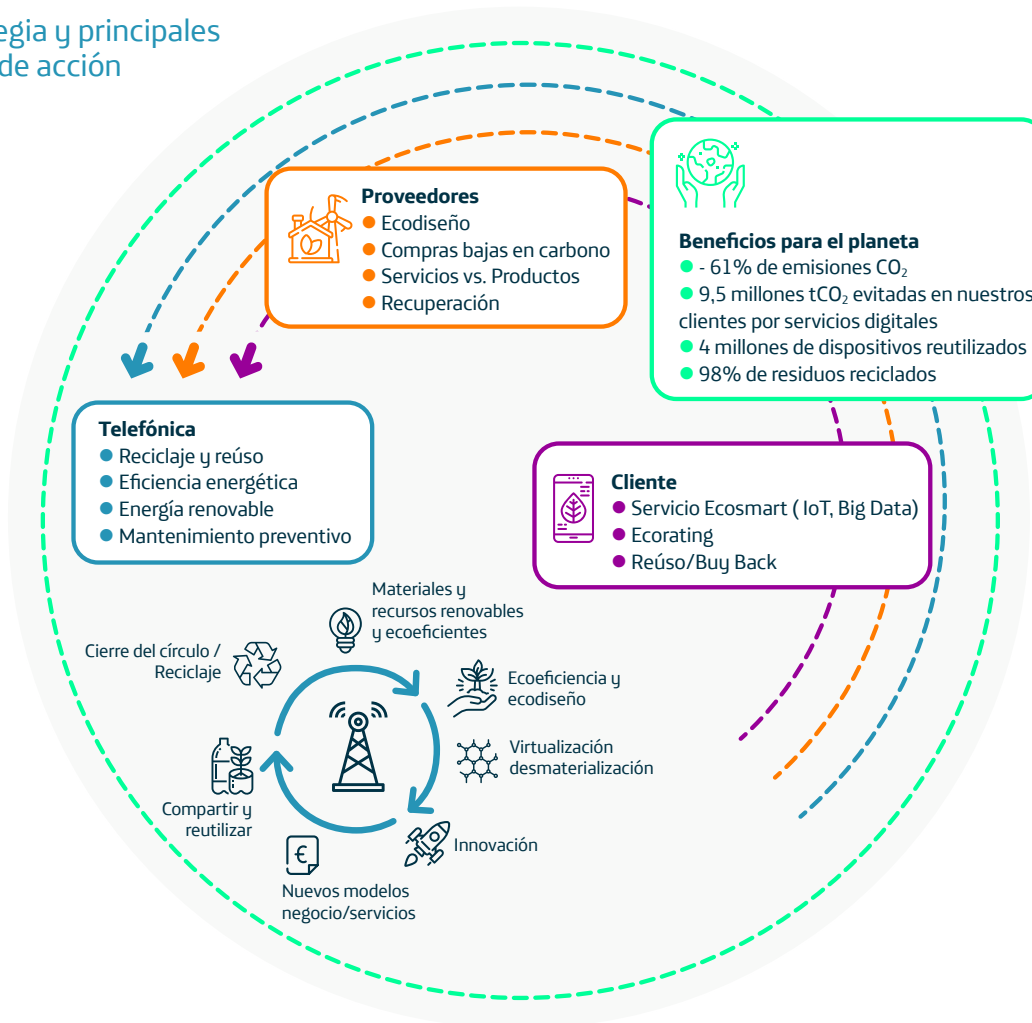 egia y principales
de acción
Proveedores
Ecodiseño
Compras bajas en carbono
Servicios vs. Productos
Recuperación
Beneficios para el planeta
- 61% de emisiones CO₂
9,5 millones tCO₂ evitadas en nuestros
clientes por servicios digitales
4 millones de dispositivos reutilizados
98% de residuos reciclados
Telefónica
Reciclaje y reúso
Eficiencia energética
Energía renovable
Mantenimiento preventivo
Cliente
Servicio Ecosmart ( IoT, Big Data)
Ecorating
Reúso/Buy Back
Materiales y
recursos renovables
y ecoeficientes
Ecoeficiencia y
ecodiseño
Virtualización
desmaterialización
Innovación
€
Nuevos modelos
negocio/servicios
Compartir y
reutilizar
Cierre del círculo /
Reciclaje